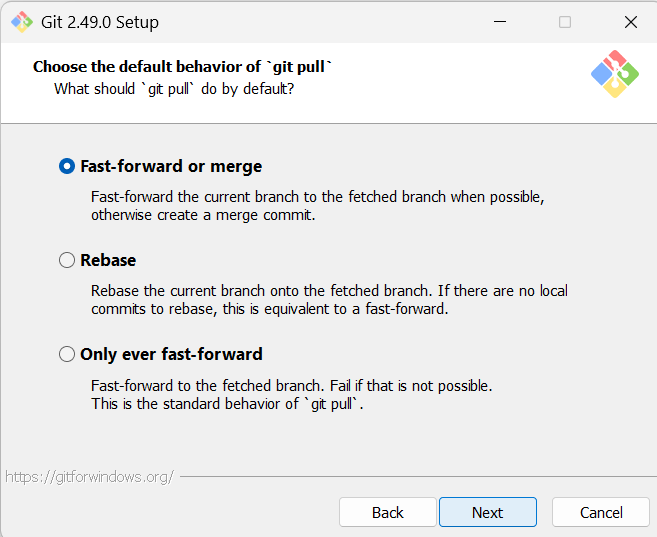 Git 2.49.0 Setup
Choose the default behavior of `git pull`
What should `git pull` do by default?
Fast-forward or merge
Fast-forward the current branch to the fetched branch when possible,
otherwise create a merge commit.
Rebase
Rebase the current branch onto the fetched branch. If there are no local
commits to rebase, this is equivalent to a fast-forward.
Only ever fast-forward
Fast-forward to the fetched branch. Fail if that is not possible.
This is the standard behavior of `git pull`.
https://gitforwindows.org/
Back Next Cancel